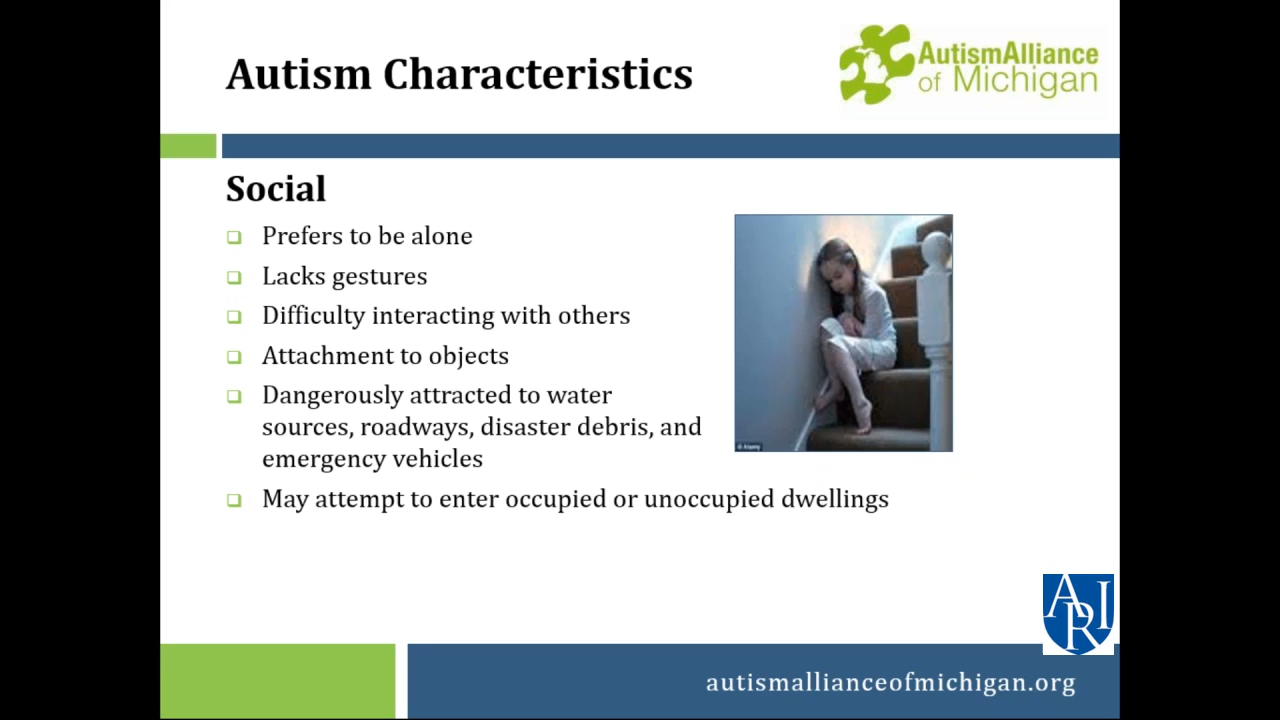 Autism Characteristics
AutismAlliance
of Michigan
Social
Prefers to be alone
Lacks gestures
Difficulty interacting with others
Attachment to objects
Dangerously attracted to water
sources, roadways, disaster debris, and
emergency vehicles
May attempt to enter occupied or unoccupied dwellings
© Alamy
ARI
autismallianceofmichigan.org